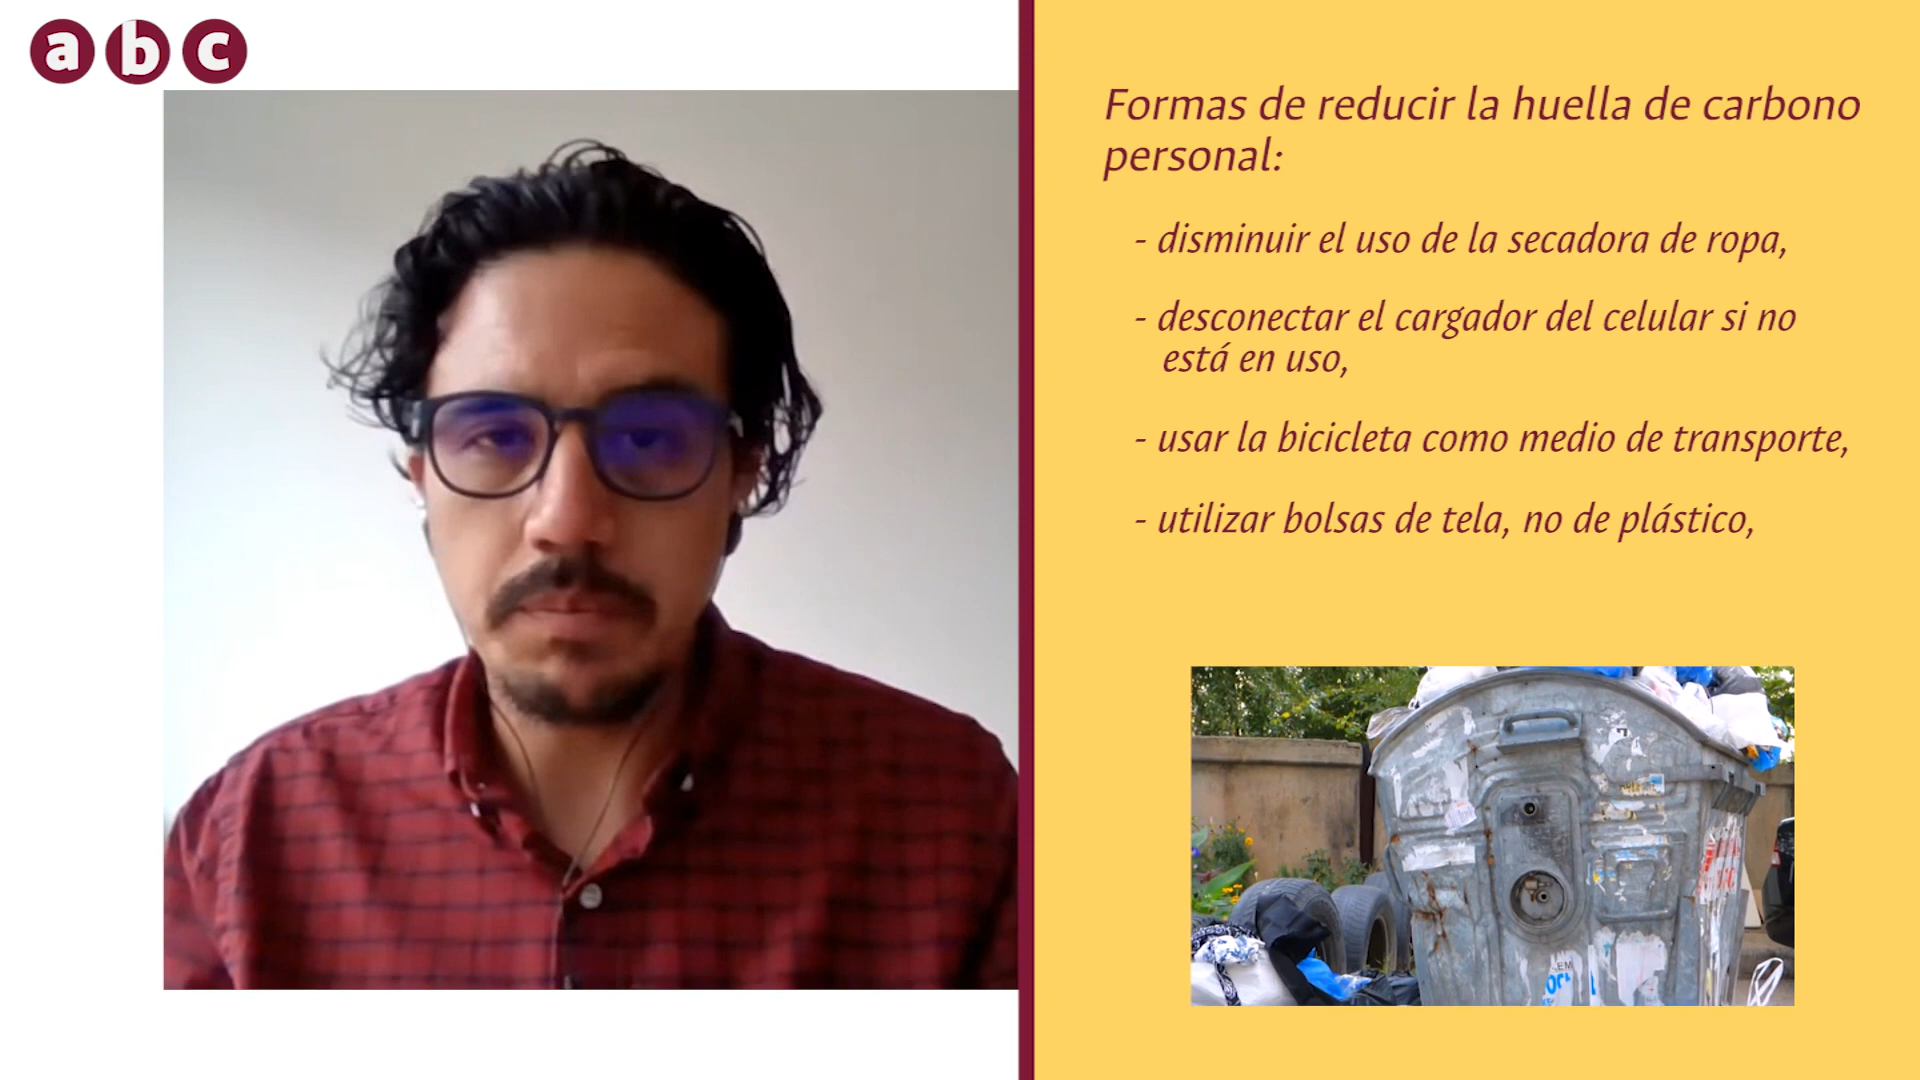 abc
Formas de reducir la huella de carbono
personal:
- disminuir el uso de la secadora de ropa,
- desconectar el cargador del celular si no
está en uso,
- usar la bicicleta como medio de transporte,
- utilizar bolsas de tela, no de plástico,